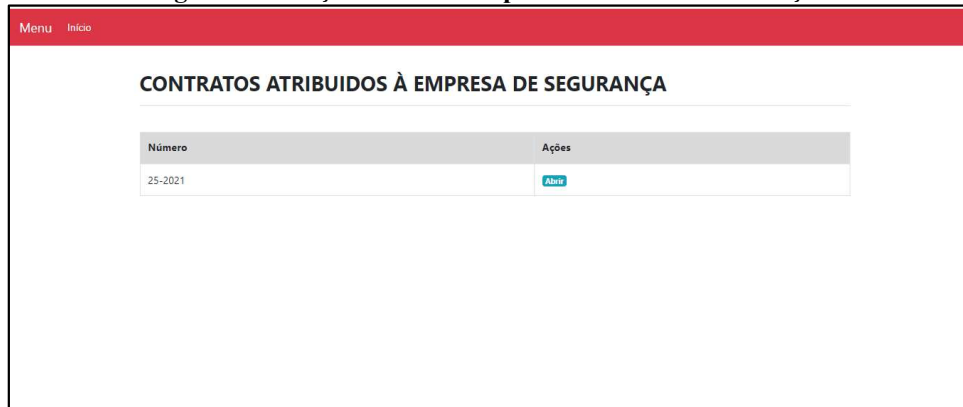 Menu Início
CONTRATOS ATRIBUIDOS À EMPRESA DE SEGURANÇA
Número Ações
25-2021 Abrir